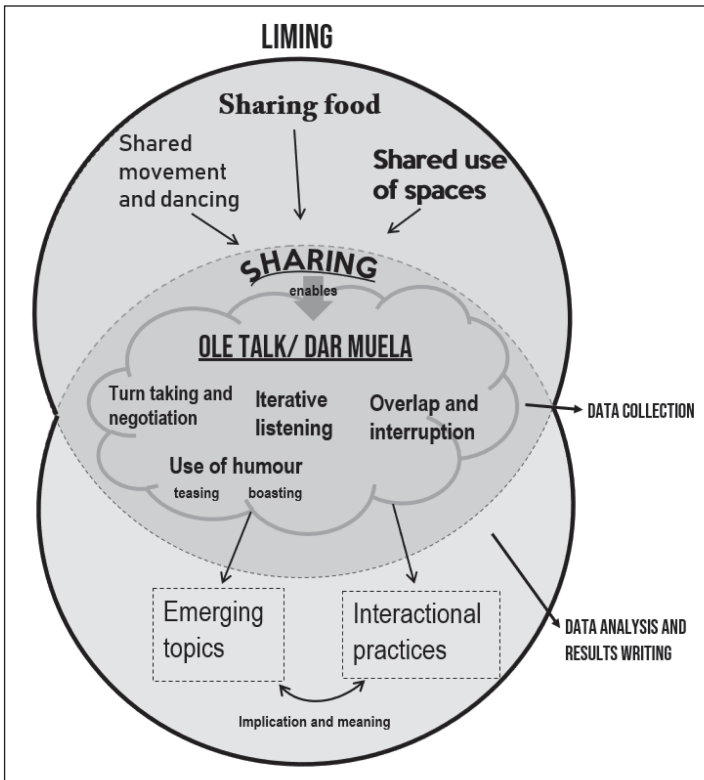 LIMING
Sharing food
Shared
movement
and dancing
Shared use
of spaces
SHARING
enables
OLE TALK/ DAR MUELA
Turn taking and
negotiation
Iterative
listening
Overlap and
interruption
Use of humour
teasing boasting
DATA COLLECTION
Emerging
topics
Interactional
practices
DATA ANALYSIS AND
RESULTS WRITING
Implication and meaning